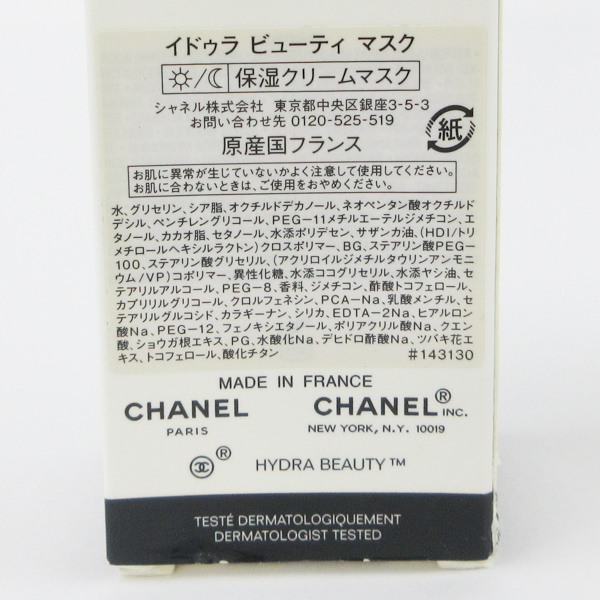 イドゥラ ビューティ マスク
☼/☾ 保湿クリームマスク
シャネル株式会社 東京都中央区銀座3-5-3
お問い合わせ先 0120-525-519
紙
原産国フランス
お肌に異常が生じていないかよく注意して使用してください。
お肌に合わないときは、ご使用をおやめください。
水、グリセリン、シア脂、オクチルドデカノール、ネオペンタン酸オクチルド
デシル、ペンチレングリコール、PEG-11メチルエーテルジメチコン、エ
タノール、カカオ脂、セタノール、水添ポリデセン、サザンカ油、(HDI/トリ
メチロールヘキシルラクトン)クロスポリマー、BG、ステアリン酸PEG-
100、ステアリン酸グリセリル、(アクリロイルジメチルタウリンアンモニ
ウム/VP)コポリマー、異性化糖、水添ココグリセリル、水添ヤシ油、セ
テアリルアルコール、PEG-8、香料、ジメチコン、酢酸トコフェロール、
カプリリルグリコール、クロルフェネシン、PCA-Na、乳酸メンチル、セ
テアリルグルコシド、カラギーナン、シリカ、EDTA-2Na、ヒアルロン
酸Na、PEG-12、フェノキシエタノール、ポリアクリル酸Na、クエン
酸、ショウガ根エキス、PG、水酸化Na、デヒドロ酢酸Na、ツバキ花エ
キス、トコフェロール、酸化チタン #143130
MADE IN FRANCE
CHANEL CHANEL® INC.
PARIS NEW YORK, N.Y. 10019
® HYDRA BEAUTY™
TESTÉ DERMATOLOGIQUEMENT
DERMATOLOGIST TESTED